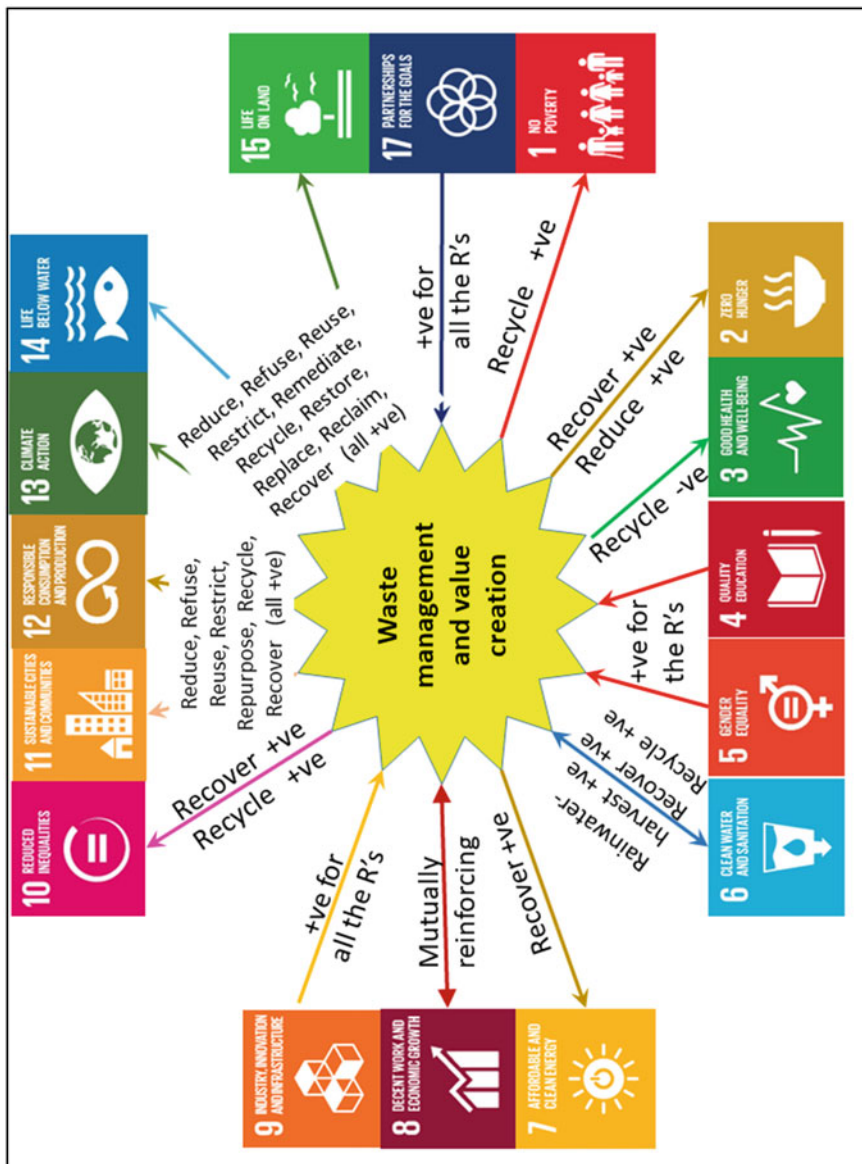 15 LIFE
ON LAND
17 PARTNERSHIPS
FOR THE GOALS
1 NO
POVERTY
14 LIFE
BELOW WATER
13 CLIMATE
ACTION
12 RESPONSIBLE
CONSUMPTION
AND PRODUCTION
11 SUSTAINABLE CITIES
AND COMMUNITIES
10 REDUCED
INEQUALITIES
Reduce, Refuse, Reuse,
Restrict, Remediate,
Recycle, Restore,
Replace, Reclaim,
Recover (all +ve)
+ve for
all the R's
Recycle +ve
Reduce, Refuse,
Reuse, Restrict,
Repurpose, Recycle,
Recover (all +ve)
Recover +ve
Recycle +ve
Waste
management
and value
creation
Recover +ve
Reduce +ve
Recycle -ve
+ve for
all the R's
Mutually
reinforcing
Recover +ve
+ve for
the R's
Rainwater-
harvest +ve
Recover +ve
Recycle +ve
9 INDUSTRY, INNOVATION
AND INFRASTRUCTURE
8 DECENT WORK AND
ECONOMIC GROWTH
7 AFFORDABLE AND
CLEAN ENERGY
2 ZERO
HUNGER
3 GOOD HEALTH
AND WELL-BEING
4 QUALITY
EDUCATION
5 GENDER
EQUALITY
6 CLEAN WATER
AND SANITATION